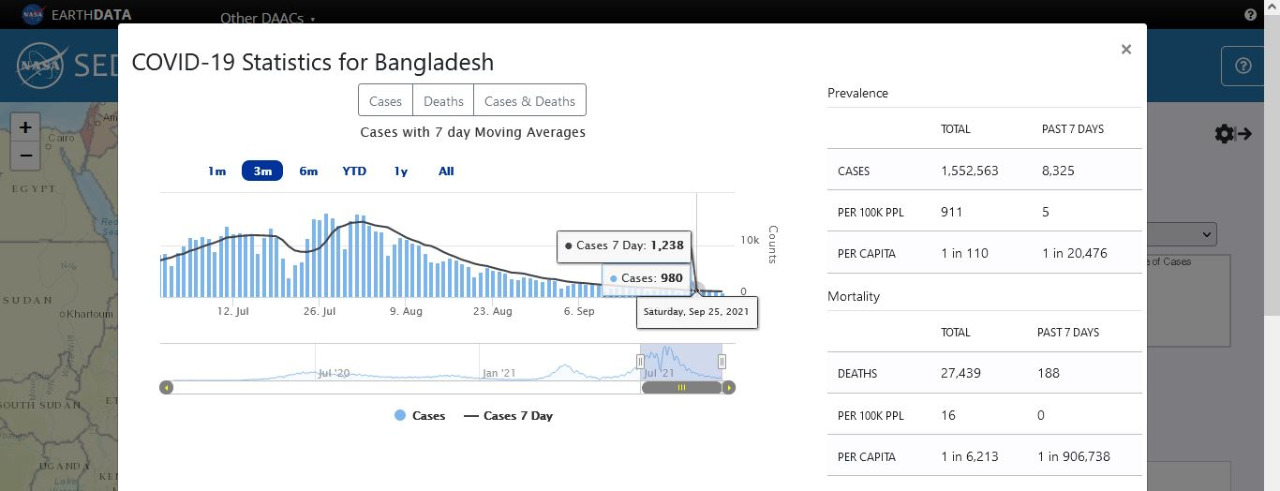 NASA EARTHDATA Other DAACs
NASA SED
COVID-19 Statistics for Bangladesh
×
Cases Deaths Cases & Deaths
Cases with 7 day Moving Averages
1m 3m 6m YTD 1y All
10k
0
Counts
Cases 7 Day: 1,238
Cases: 980
Saturday, Sep 25, 2021
12. Jul 26. Jul 9. Aug 23. Aug 6. Sep
Jul '20 Jan '21 Jul '21
Cases Cases 7 Day
Prevalence
TOTAL PAST 7 DAYS
CASES 1,552,563 8,325
PER 100K PPL 911 5
PER CAPITA 1 in 110 1 in 20,476
Mortality
TOTAL PAST 7 DAYS
DEATHS 27,439 188
PER 100K PPL 16 0
PER CAPITA 1 in 6,213 1 in 906,738
+
−
Cairo
EGYPT
Red
SUDAN
Khartoum
SOUTH SUDAN
UGANDA
Lake
KE
of Cases